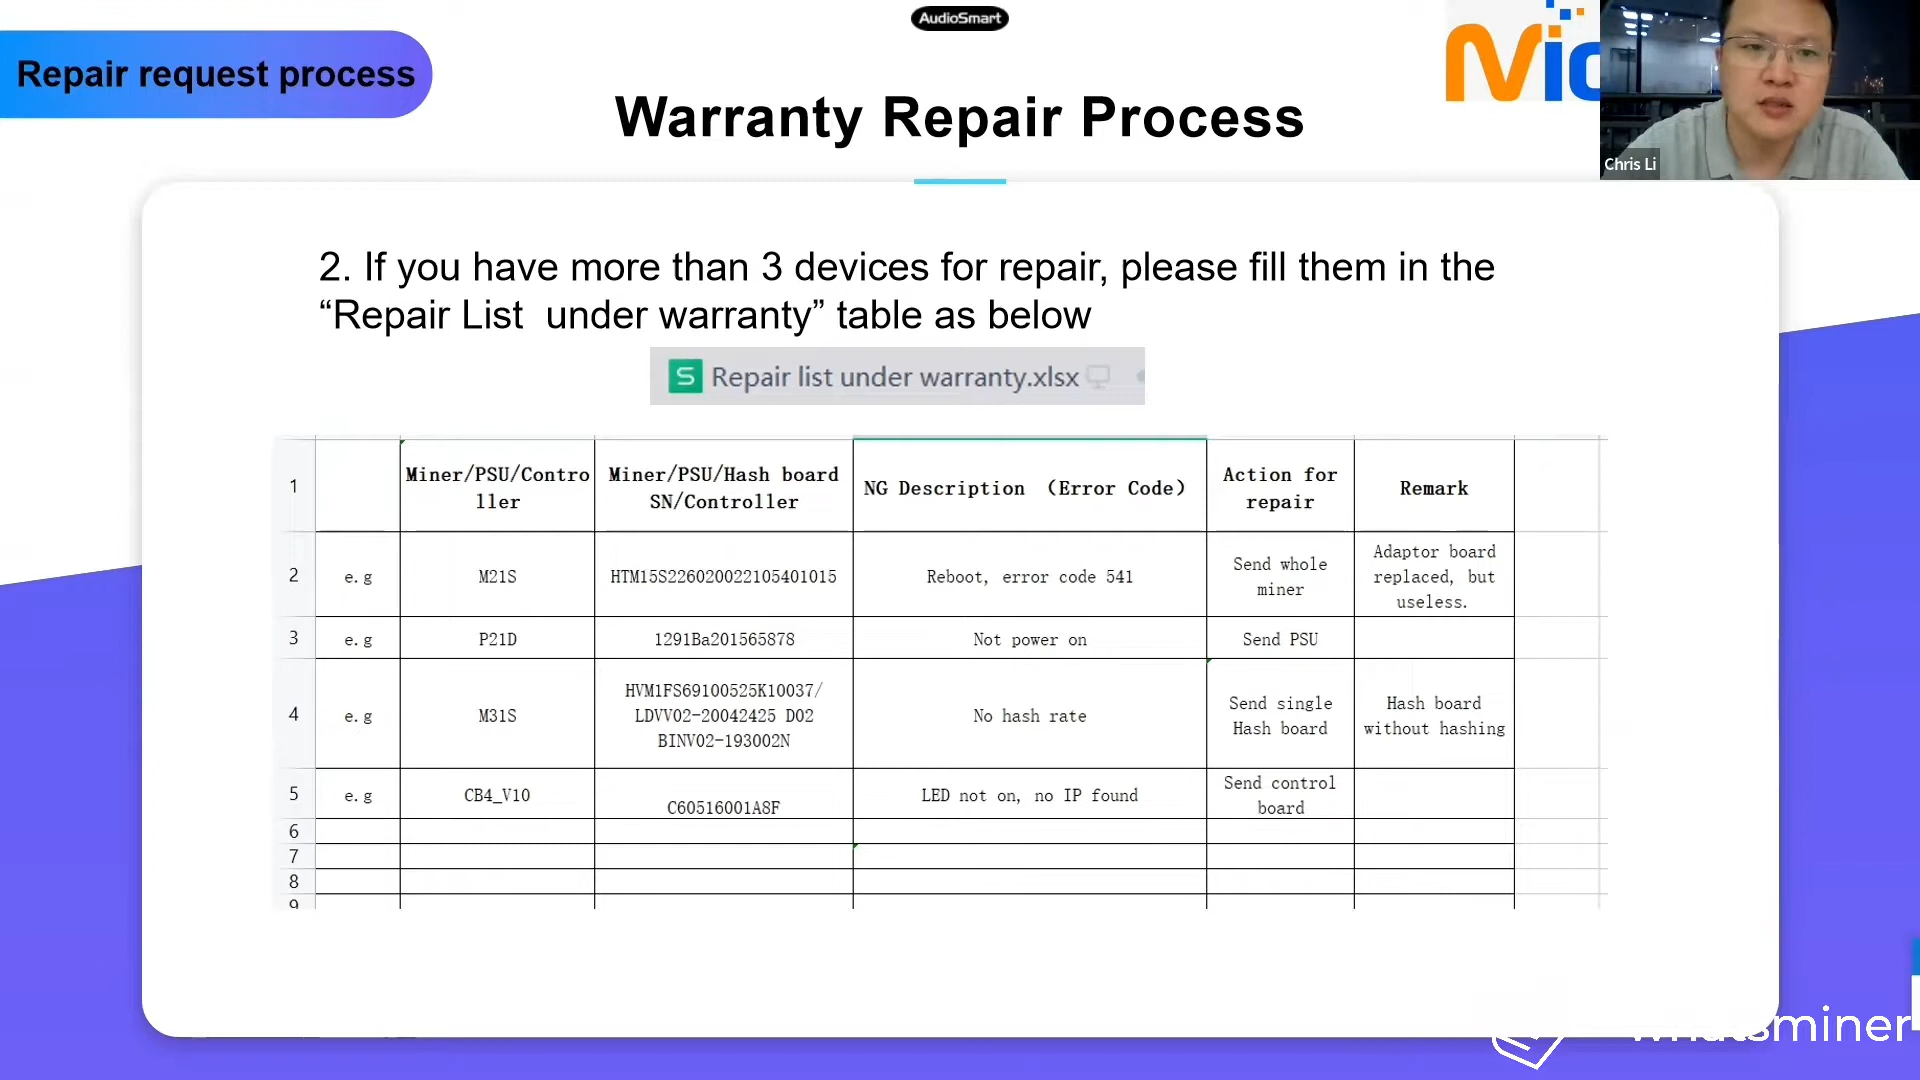 AudioSmart
Repair request process
Mic
Chris Li
Warranty Repair Process
2. If you have more than 3 devices for repair, please fill them in the
“Repair List under warranty” table as below
S Repair list under warranty.xlsx
1 Miner/PSU/Contro
ller Miner/PSU/Hash board
SN/Controller NG Description （Error Code） Action for
repair Remark
2 e.g M21S HTM15S226020022105401015 Reboot, error code 541 Send whole
miner Adaptor board
replaced, but
useless.
3 e.g P21D 1291Ba201565878 Not power on Send PSU
4 e.g M31S HVM1FS69100525K10037/
LDVV02-20042425 D02
BINV02-193002N No hash rate Send single
Hash board Hash board
without hashing
5 e.g CB4_V10 C60516001A8F LED not on, no IP found Send control
board
6
7
8
9
whatsminer